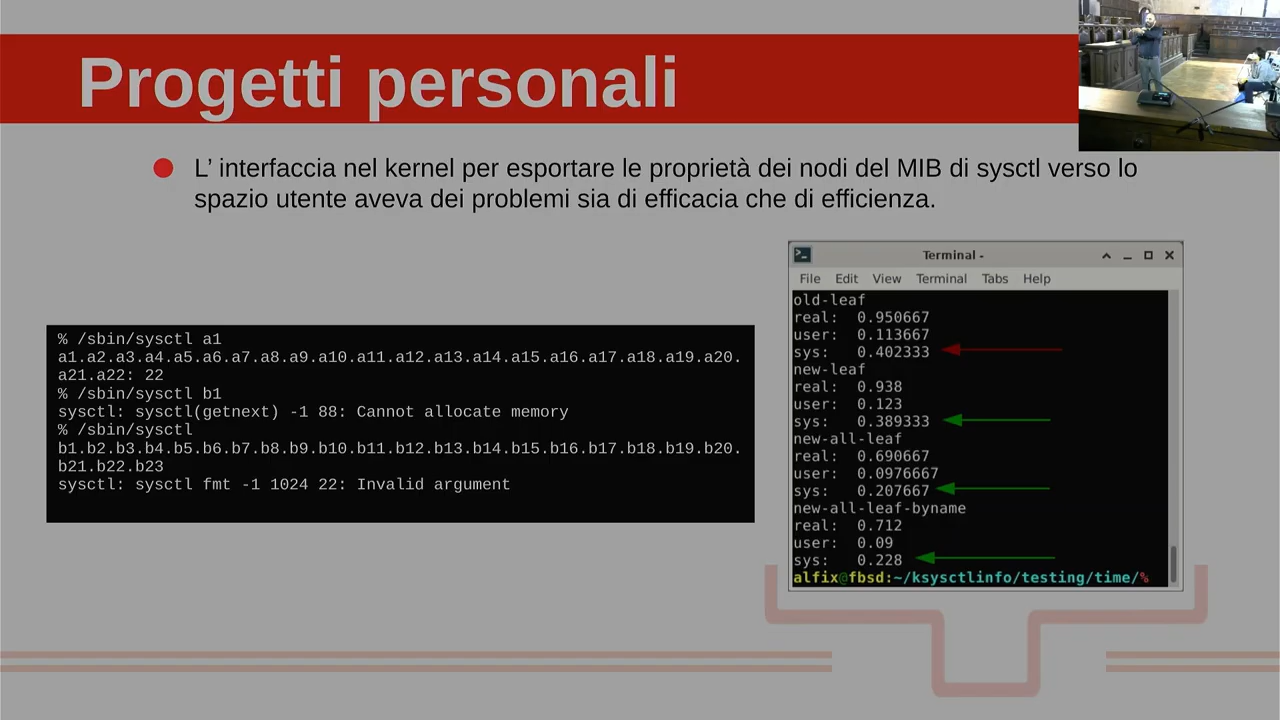 Progetti personali
L’ interfaccia nel kernel per esportare le proprietà dei nodi del MIB di sysctl verso lo
spazio utente aveva dei problemi sia di efficacia che di efficienza.
% /sbin/sysctl a1
a1.a2.a3.a4.a5.a6.a7.a8.a9.a10.a11.a12.a13.a14.a15.a16.a17.a18.a19.a20.
a21.a22: 22
% /sbin/sysctl b1
sysctl: sysctl(getnext) -1 88: Cannot allocate memory
% /sbin/sysctl
b1.b2.b3.b4.b5.b6.b7.b8.b9.b10.b11.b12.b13.b14.b15.b16.b17.b18.b19.b20.
b21.b22.b23
sysctl: sysctl fmt -1 1024 22: Invalid argument
Terminal -
File Edit View Terminal Tabs Help
old-leaf
real: 0.950667
user: 0.113667
sys: 0.402333
new-leaf
real: 0.938
user: 0.123
sys: 0.389333
new-all-leaf
real: 0.690667
user: 0.0976667
sys: 0.207667
new-all-leaf-byname
real: 0.712
user: 0.09
sys: 0.228
alfix@fbsd:~/ksysctlinfo/testing/time/%